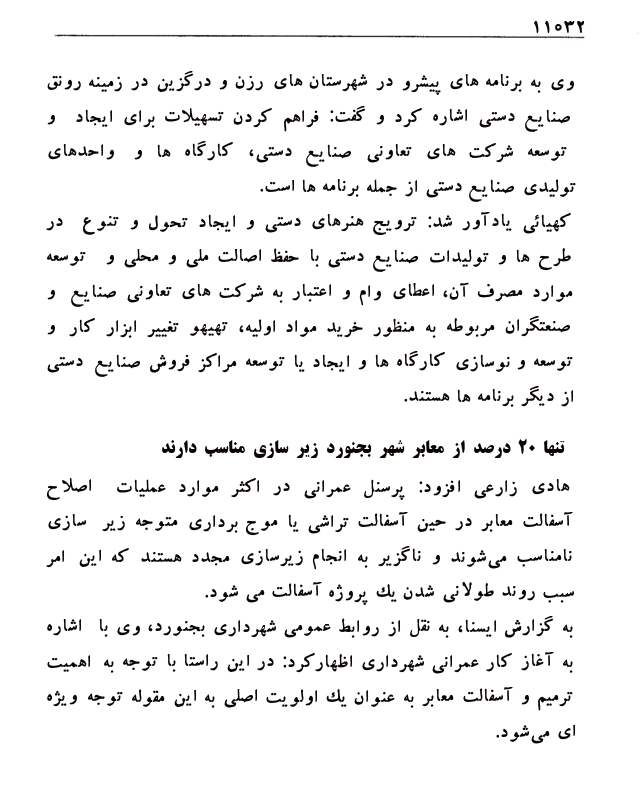 ۱۱۰۳۲
وی به برنامه های پیشرو در شهرستان های رزن و درگزین در زمینه رونق
صنایع دستی اشاره کرد و گفت: فراهم کردن تسهیلات برای ایجاد و
توسعه شرکت های تعاونی صنایع دستی، کارگاه ها و واحدهای
تولیدی صنایع دستی از جمله برنامه ها است.
کهیائی یادآور شد: ترویج هنرهای دستی و ایجاد تحول و تنوع در
طرح ها و تولیدات صنایع دستی با حفظ اصالت ملی و محلی و توسعه
موارد مصرف آن، اعطای وام و اعتبار به شرکت های تعاونی صنایع و
صنعتگران مربوطه به منظور خرید مواد اولیه، تهیهو تغییر ابزار کار و
توسعه و نوسازی کارگاه ها و ایجاد یا توسعه مراکز فروش صنایع دستی
از دیگر برنامه ها هستند.
تنها ۲۰ درصد از معابر شهر بجنورد زیر سازی مناسب دارند
هادی زارعی افزود: پرسنل عمرانی در اکثر موارد عملیات اصلاح
آسفالت معابر در حین آسفالت تراشی یا موج برداری متوجه زیر سازی
نامناسب می‌شوند و ناگزیر به انجام زیرسازی مجدد هستند که این امر
سبب روند طولانی شدن یك پروژه آسفالت می شود.
به گزارش ایسنا، به نقل از روابط عمومی شهرداری بجنورد، وی با اشاره
به آغاز کار عمرانی شهرداری اظهارکرد: در این راستا با توجه به اهمیت
ترمیم و آسفالت معابر به عنوان یك اولویت اصلی به این مقوله توجه ویژه
ای می‌شود.